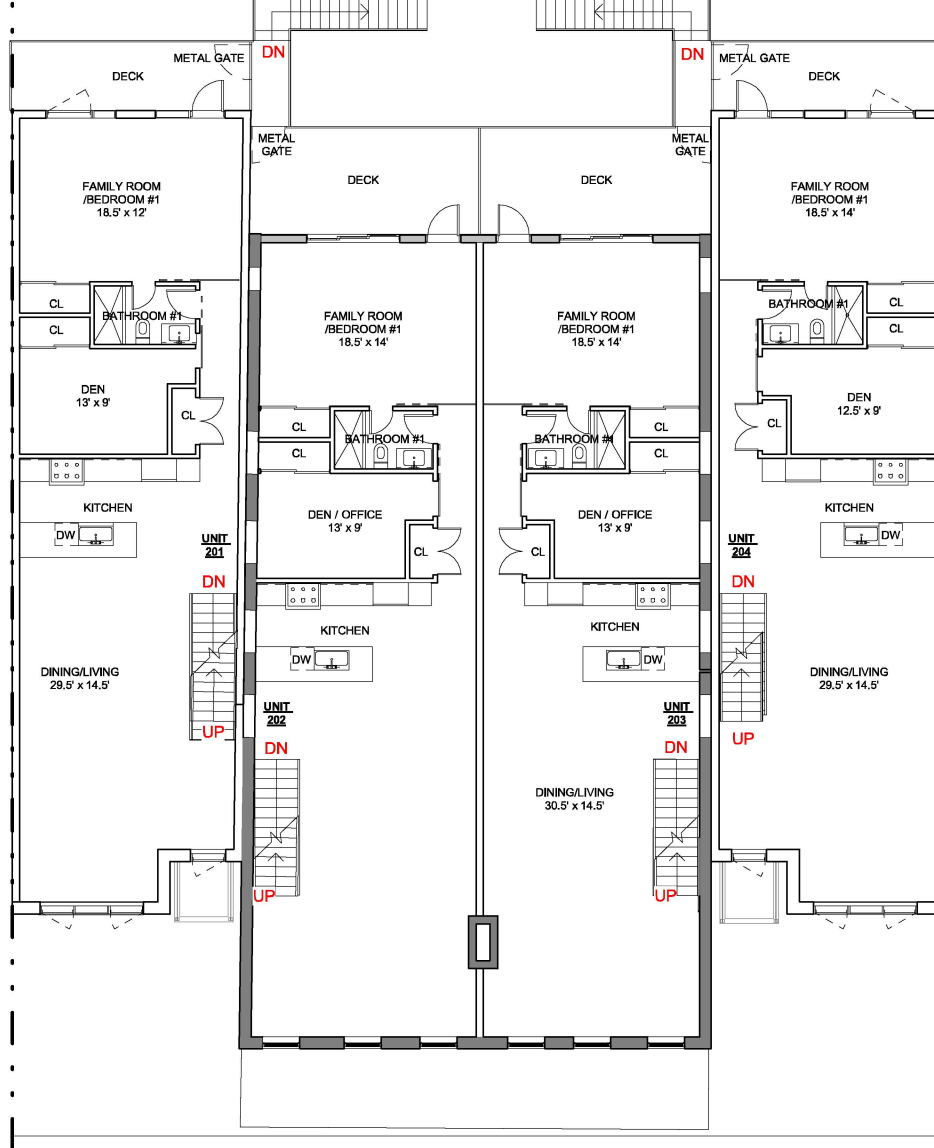 DN
DN
METAL GATE
METAL GATE
DECK
DECK
METAL
GATE
METAL
GATE
DECK
DECK
FAMILY ROOM
/BEDROOM #1
18.5' x 12'
FAMILY ROOM
/BEDROOM #1
18.5' x 14'
CL
BATHROOM #1
CL
BATHROOM #1
CL
CL
FAMILY ROOM
/BEDROOM #1
18.5' x 14'
FAMILY ROOM
/BEDROOM #1
18.5' x 14'
DEN
13' x 9'
DEN
12.5' x 9'
CL
CL
CL
BATHROOM #1
CL
BATHROOM #1
CL
CL
KITCHEN
KITCHEN
DEN / OFFICE
13' x 9'
DEN / OFFICE
13' x 9'
DW
DW
UNIT
201
UNIT
204
CL
CL
DN
DN
KITCHEN
KITCHEN
DW
DW
DINING/LIVING
29.5' x 14.5'
DINING/LIVING
29.5' x 14.5'
UNIT
202
UNIT
203
UP
UP
DN
DN
DINING/LIVING
30.5' x 14.5'
UP
UP